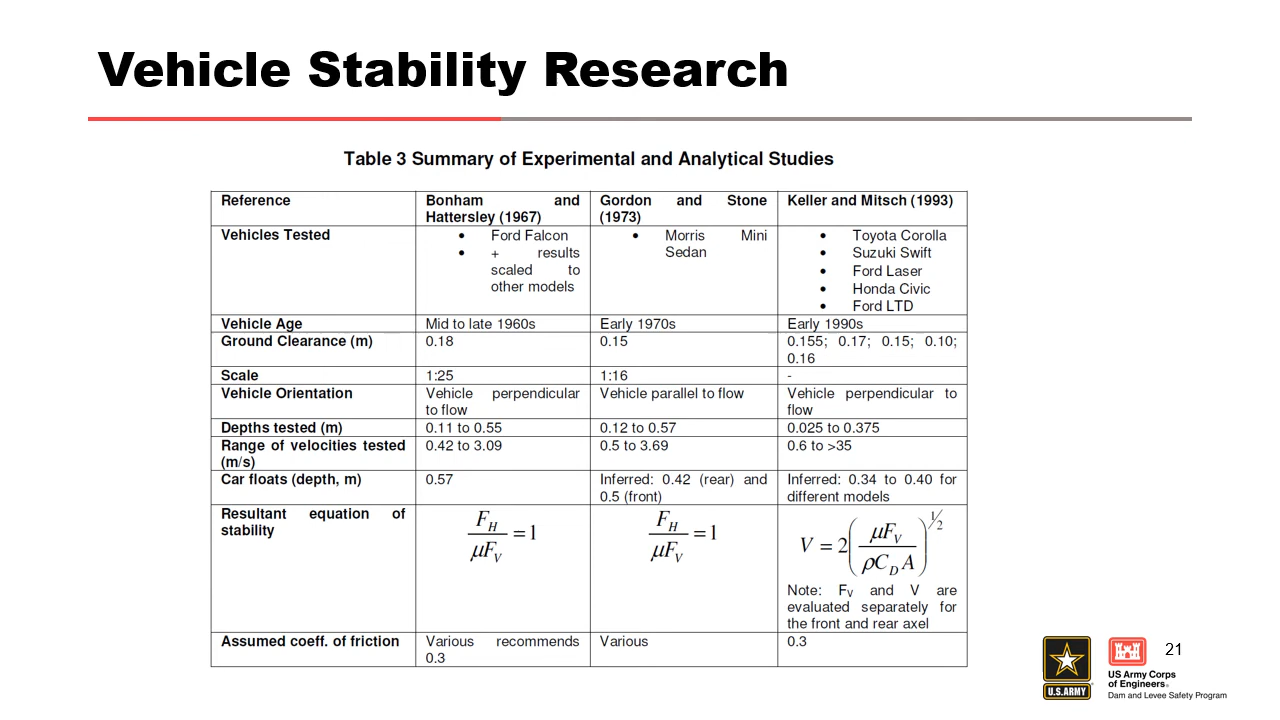 Vehicle Stability Research
Table 3 Summary of Experimental and Analytical Studies
Reference
Bonham and
Hattersley (1967)
Gordon and Stone
(1973)
Keller and Mitsch (1993)
Vehicles Tested
• Ford Falcon
• + results
scaled to
other models
• Morris Mini
Sedan
• Toyota Corolla
• Suzuki Swift
• Ford Laser
• Honda Civic
• Ford LTD
Vehicle Age
Mid to late 1960s
Early 1970s
Early 1990s
Ground Clearance (m)
0.18
0.15
0.155; 0.17; 0.15; 0.10;
0.16
Scale
1:25
1:16
-
Vehicle Orientation
Vehicle perpendicular
to flow
Vehicle parallel to flow
Vehicle perpendicular to
flow
Depths tested (m)
0.11 to 0.55
0.12 to 0.57
0.025 to 0.375
Range of velocities tested
(m/s)
0.42 to 3.09
0.5 to 3.69
0.6 to >35
Car floats (depth, m)
0.57
Inferred: 0.42 (rear) and
0.5 (front)
Inferred: 0.34 to 0.40 for
different models
Resultant equation of
stability
F_H / μF_V = 1
F_H / μF_V = 1
V = 2(μF_V / ρC_D A)^1/2
Note: F_V and V are
evaluated separately for
the front and rear axel
Assumed coeff. of friction
Various recommends
0.3
Various
0.3
21
U.S.ARMY
US Army Corps
of Engineers®
Dam and Levee Safety Program